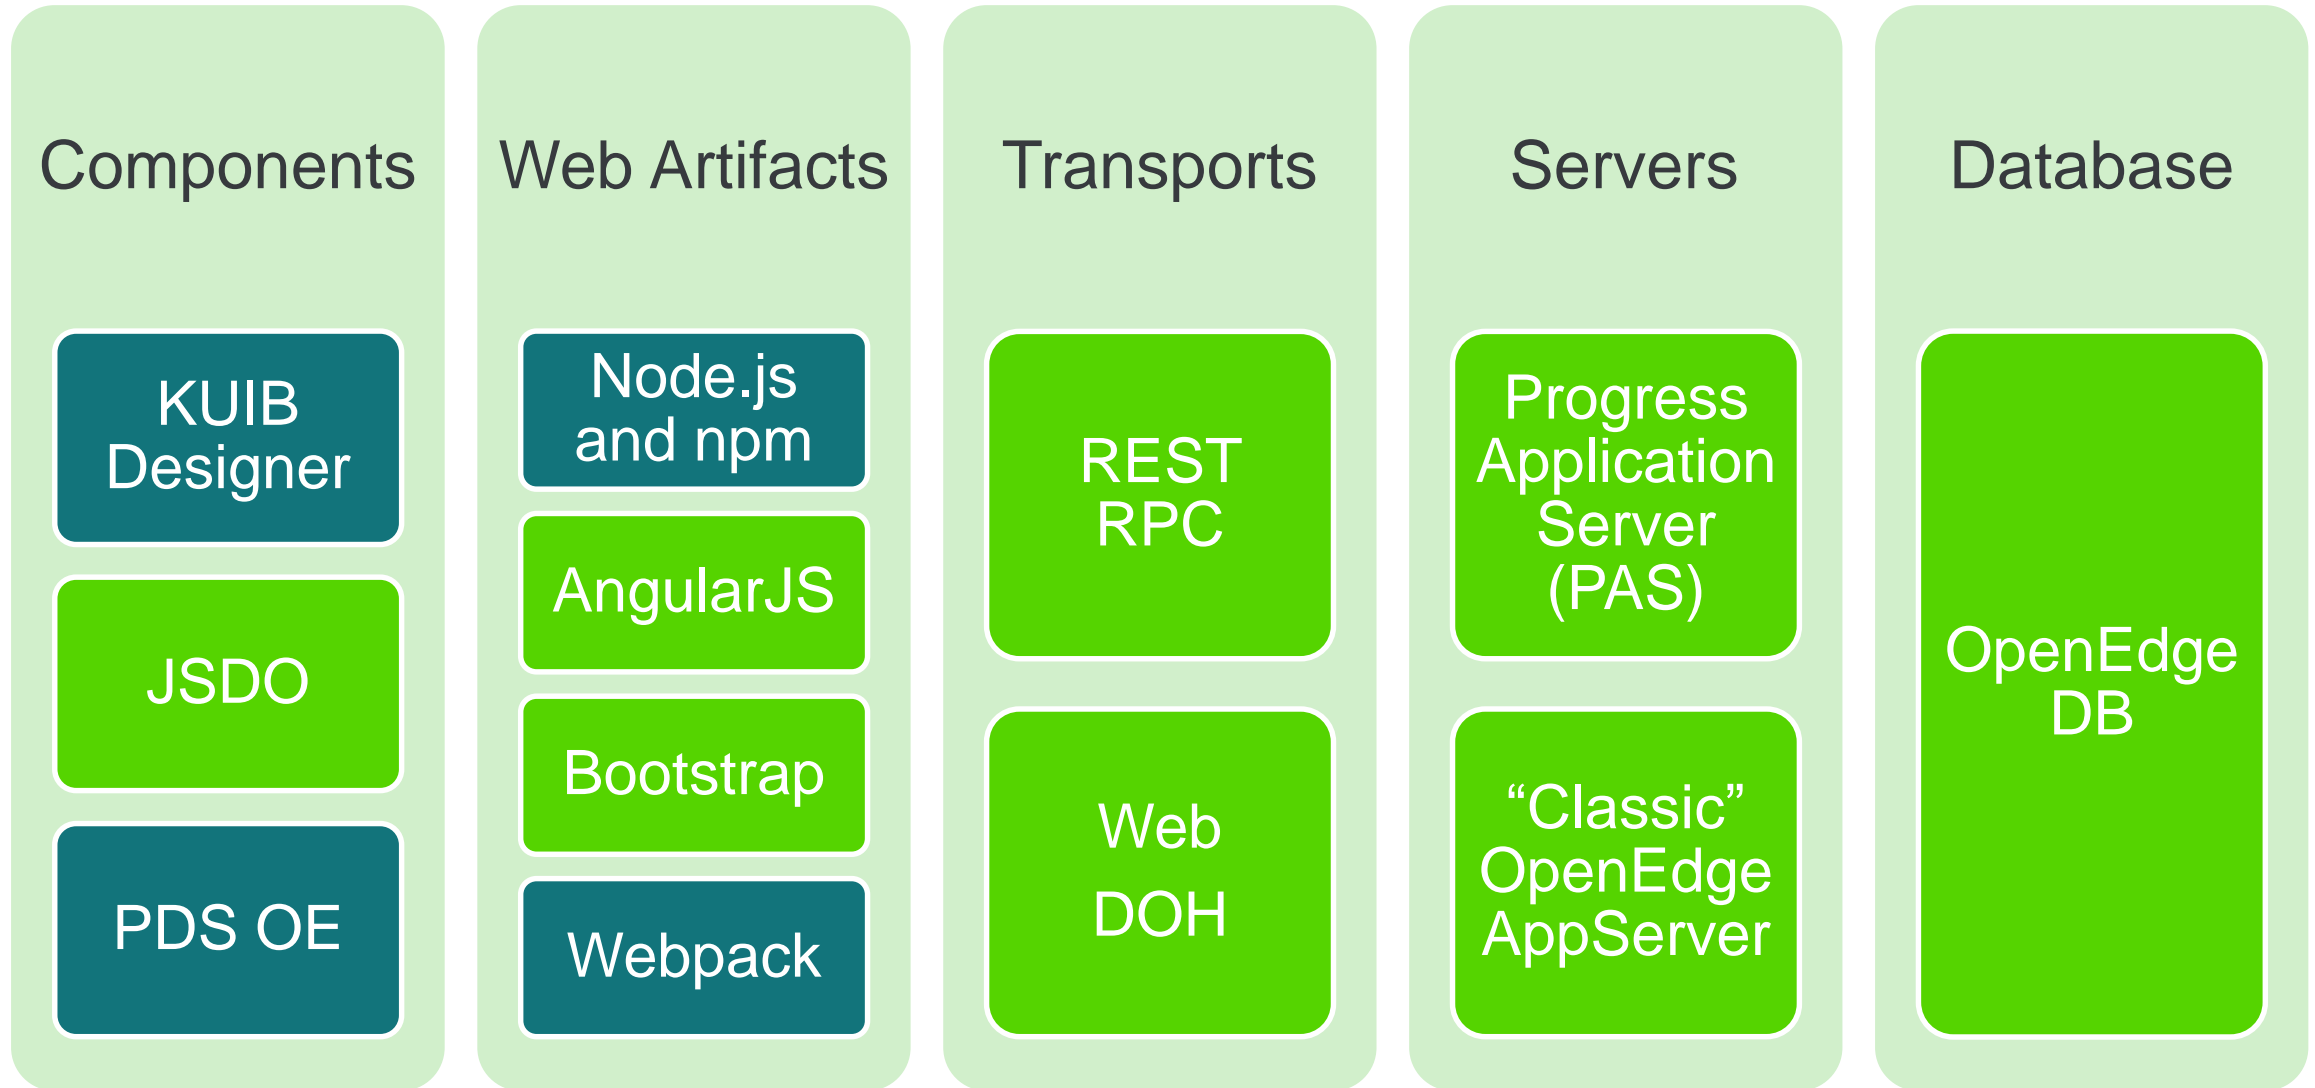 Components
KUIB
Designer
JSDO
PDS OE
Web Artifacts
Node.js
and npm
AngularJS
Bootstrap
Webpack
Transports
REST
RPC
Web
DOH
Servers
Progress
Application
Server
(PAS)
“Classic”
OpenEdge
AppServer
Database
OpenEdge
DB